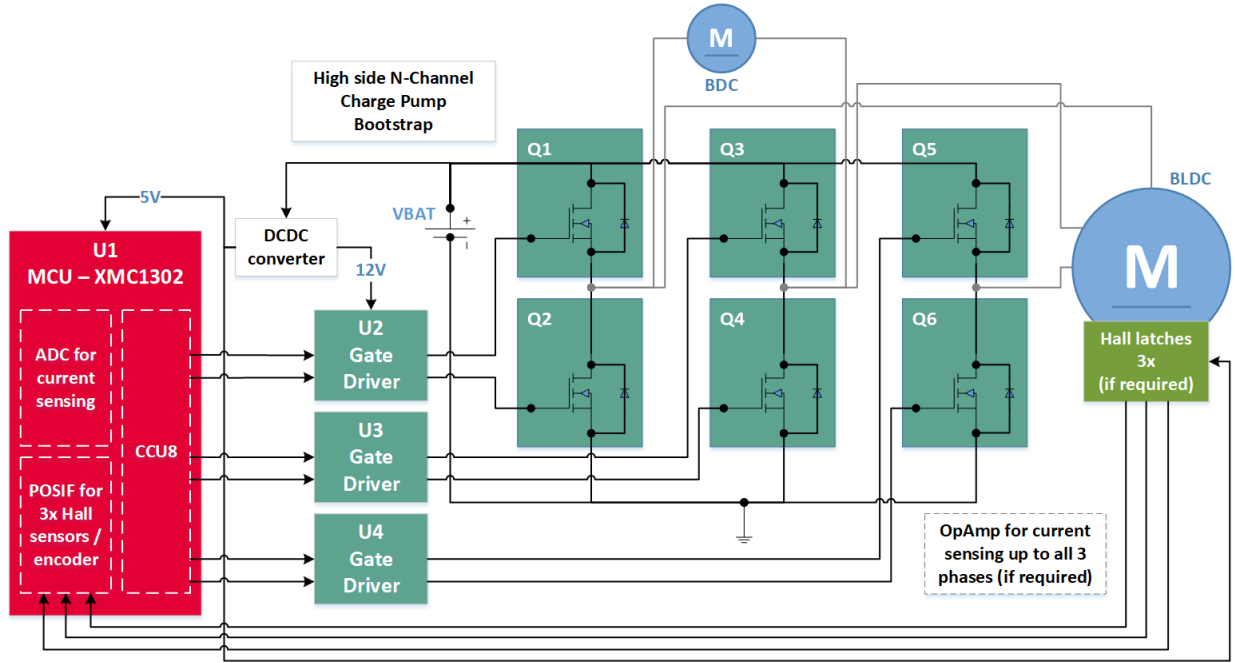 M
BDC
High side N-Channel
Charge Pump
Bootstrap
Q1
Q3
Q5
BLDC
5V
VBAT
+
U1
MCU – XMC1302
DCDC
converter
12V
M
ADC for
current
sensing
CCU8
POSIF for
3x Hall
sensors /
encoder
U2
Gate
Driver
Q2
Q4
Q6
Hall latches
3x
(if required)
U3
Gate
Driver
U4
Gate
Driver
OpAmp for current
sensing up to all 3
phases (if required)